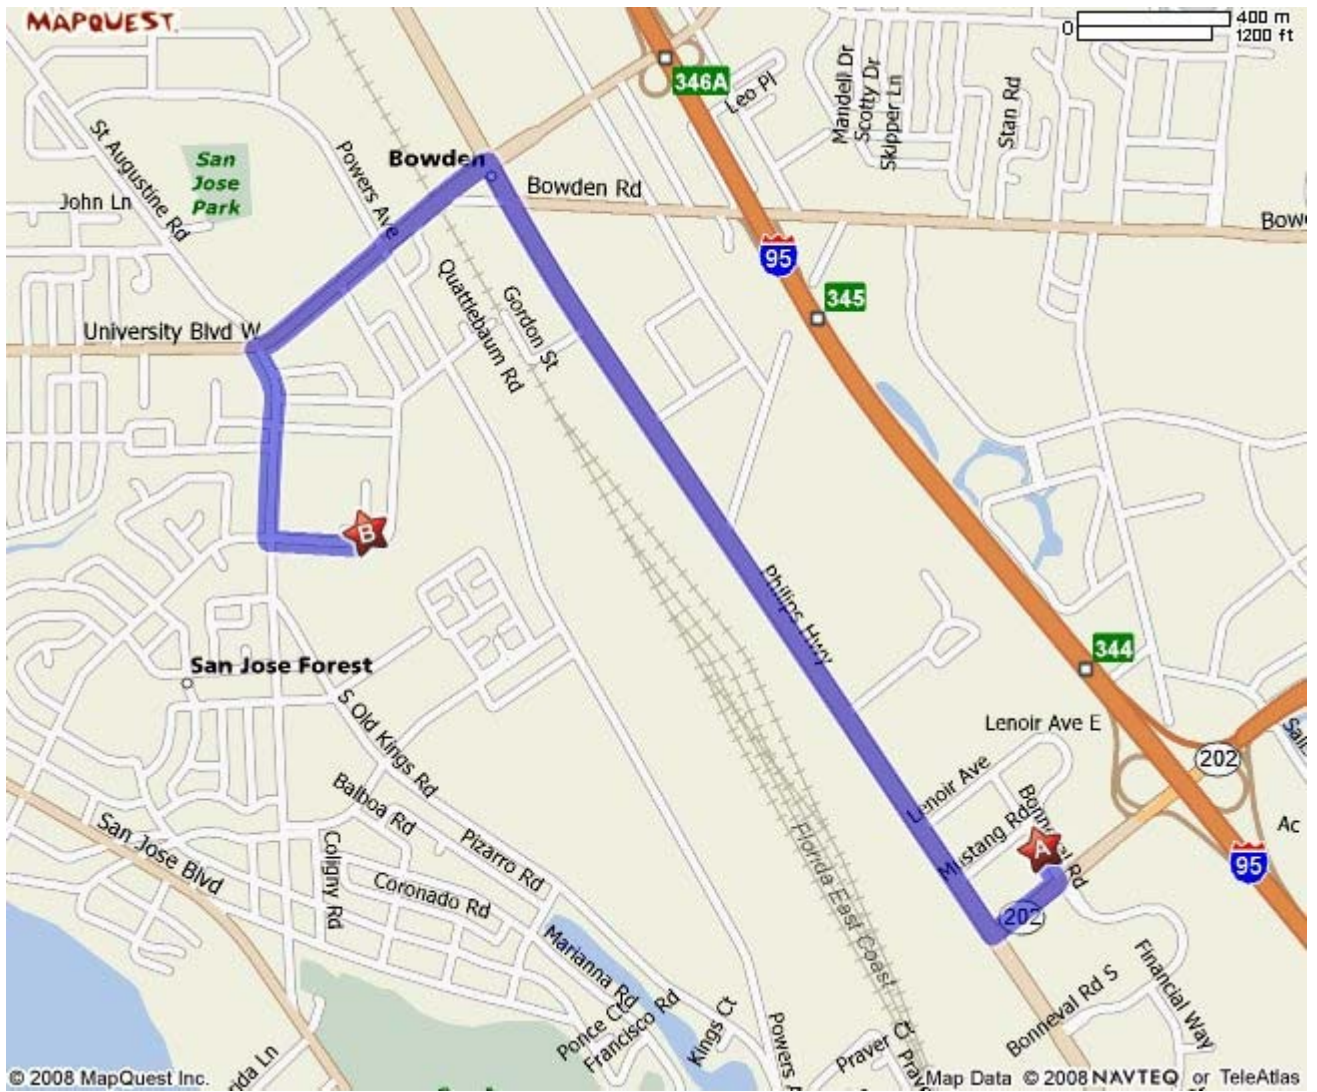 MAPQUEST.
0
400 m
1200 ft
346A
Leo Pl
Mandell Dr
Scotty Dr
Skipper Ln
Stan Rd
St Augustine Rd
San
Jose
Park
Powers Ave
Bowden
Bowden Rd
John Ln
95
345
Quattlebaum Rd
Gordon St
University Blvd W
B
Philips Hwy
San Jose Forest
344
Lenoir Ave E
202
S Old Kings Rd
Lenoir Ave
Mustang Rd
A
Balboa Rd
Pizarro Rd
San Jose Blvd
Coligny Rd
Coronado Rd
Florida East Coast
95
202
Marianna Rd
Ponce Ct
Francisco Rd
Kings Ct
Bonneval Rd S
Financial Way
Praver Ct
© 2008 MapQuest Inc.
Map Data © 2008 NAVTEQ or TeleAtlas